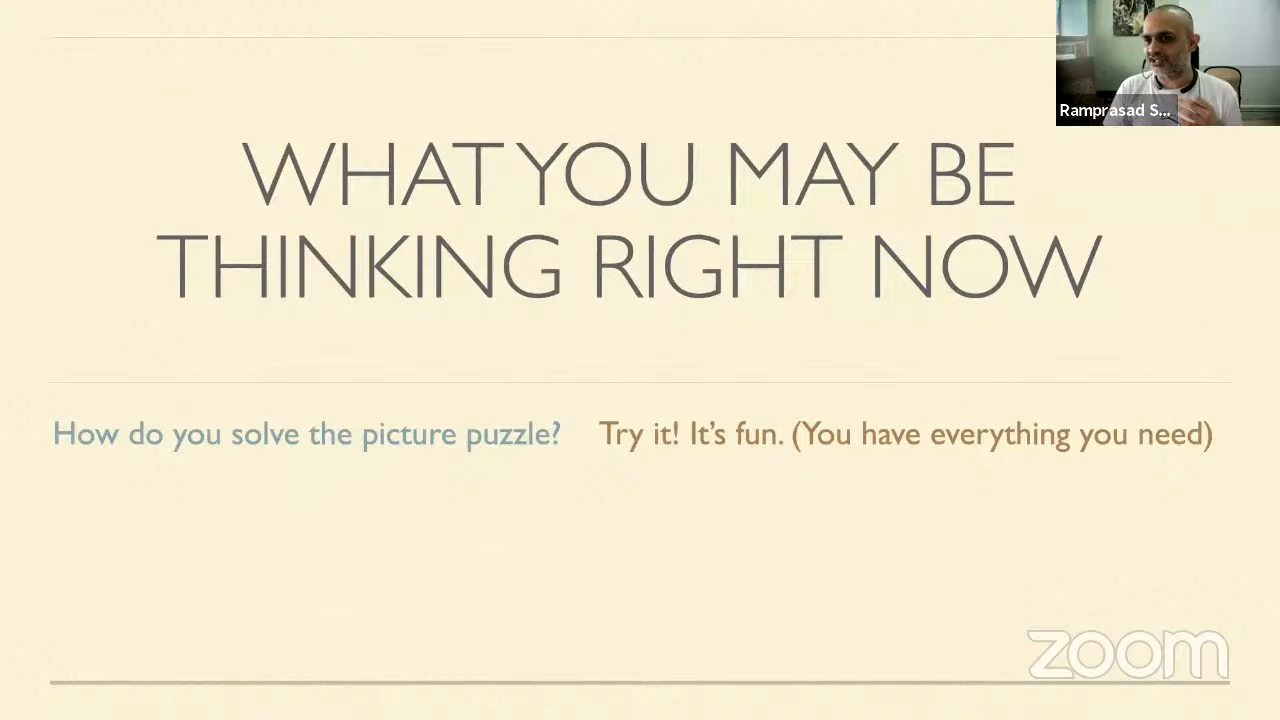 Ramprasad S...
WHAT YOU MAY BE
THINKING RIGHT NOW
How do you solve the picture puzzle? Try it! It's fun. (You have everything you need)
zoom